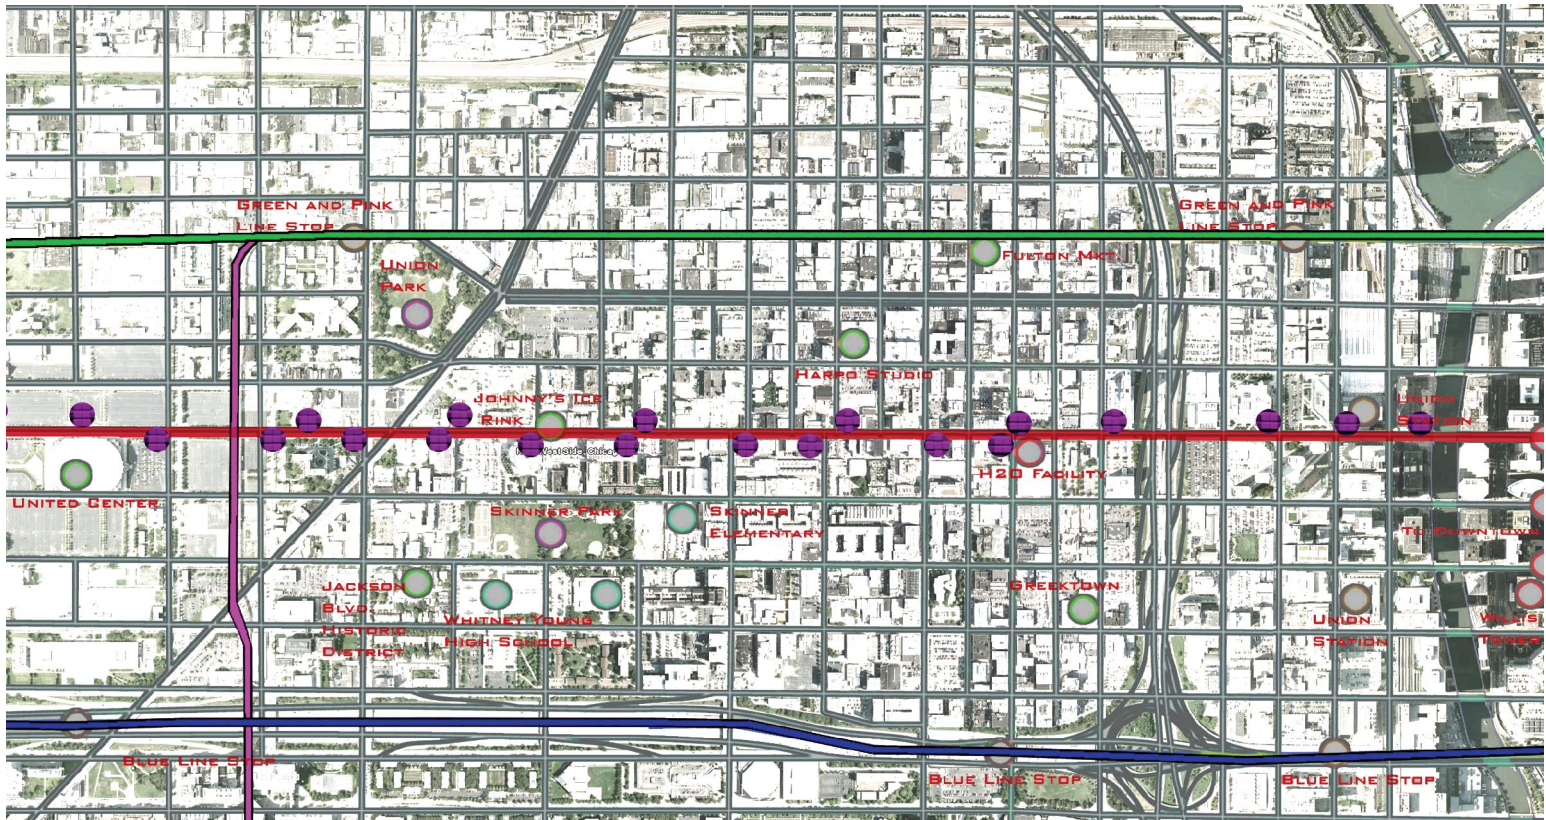 GREEN AND PINK
LINE STOP
GREEN AND PINK
LINE STOP
UNION
PARK
FULTON MKT.
HARPO STUDIO
JOHNNY'S ICE
RINK
UNION
STATION
H2O FACILITY
UNITED CENTER
SKINNER PARK
SKINNER
ELEMENTARY
TO DOWNTOWN
JACKSON
BLVD.
HISTORIC
DISTRICT
WHITNEY YOUNG
HIGH SCHOOL
GREEKTOWN
UNION
STATION
WILLIS
TOWER
BLUE LINE STOP
BLUE LINE STOP
BLUE LINE STOP